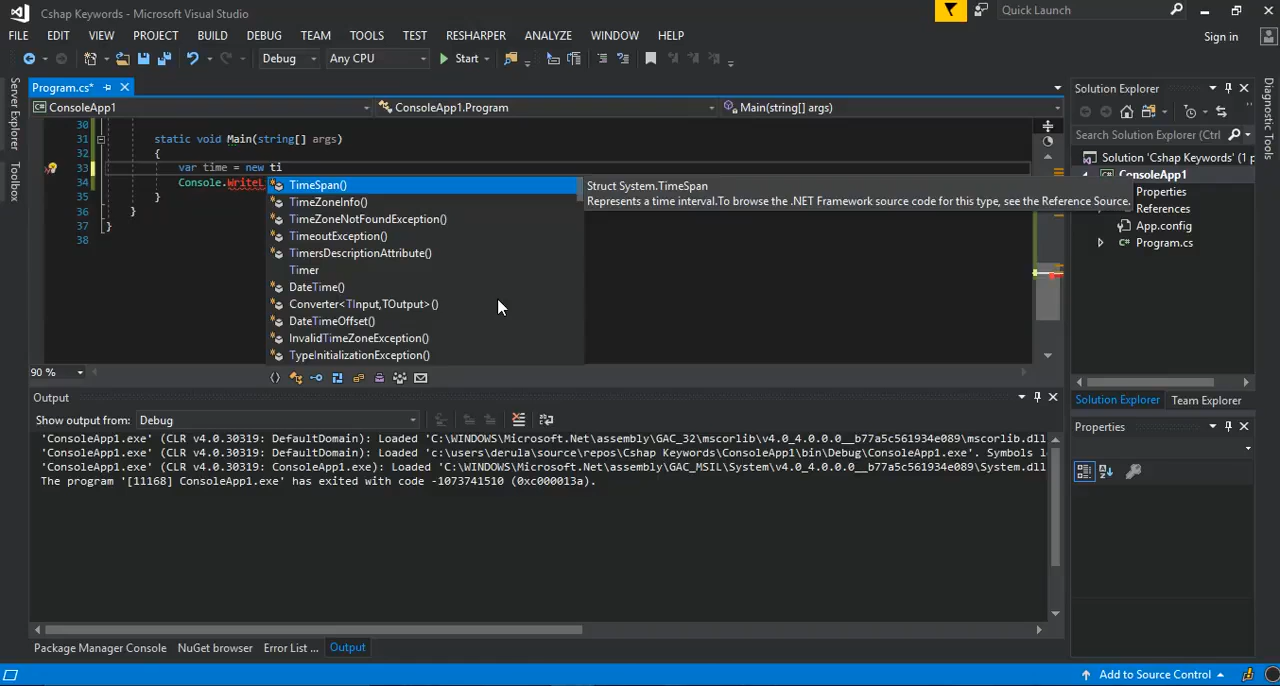 Cshap Keywords - Microsoft Visual Studio
Quick Launch
FILE EDIT VIEW PROJECT BUILD DEBUG TEAM TOOLS TEST RESHARPER ANALYZE WINDOW HELP
Sign in
Debug Any CPU Start
Server Explorer
Toolbox
Program.cs*
ConsoleApp1 ConsoleApp1.Program Main(string[] args)
30
31 static void Main(string[] args)
32 {
33 var time = new ti
34 Console.WriteL
35 }
36 }
37 }
38
TimeSpan()
TimeZoneInfo()
TimeZoneNotFoundException()
TimeoutException()
TimersDescriptionAttribute()
Timer
DateTime()
Converter<TInput,TOutput>()
DateTimeOffset()
InvalidTimeZoneException()
TypeInitializationException()
Struct System.TimeSpan
Represents a time interval.To browse the .NET Framework source code for this type, see the Reference Source.
90 %
Solution Explorer
Search Solution Explorer (Ctrl
Solution 'Cshap Keywords' (1 p
ConsoleApp1
Properties
References
App.config
C# Program.cs
Solution Explorer Team Explorer
Properties
Diagnostic Tools
Output
Show output from: Debug
'ConsoleApp1.exe' (CLR v4.0.30319: DefaultDomain): Loaded 'C:\WINDOWS\Microsoft.Net\assembly\GAC_32\mscorlib\v4.0_4.0.0.0__b77a5c561934e089\mscorlib.dll
'ConsoleApp1.exe' (CLR v4.0.30319: DefaultDomain): Loaded 'c:\users\derula\source\repos\Cshap Keywords\ConsoleApp1\bin\Debug\ConsoleApp1.exe'. Symbols l
'ConsoleApp1.exe' (CLR v4.0.30319: ConsoleApp1.exe): Loaded 'C:\WINDOWS\Microsoft.Net\assembly\GAC_MSIL\System\v4.0_4.0.0.0__b77a5c561934e089\System.dll
The program '[11168] ConsoleApp1.exe' has exited with code -1073741510 (0xc000013a).
Package Manager Console NuGet browser Error List ... Output
Add to Source Control